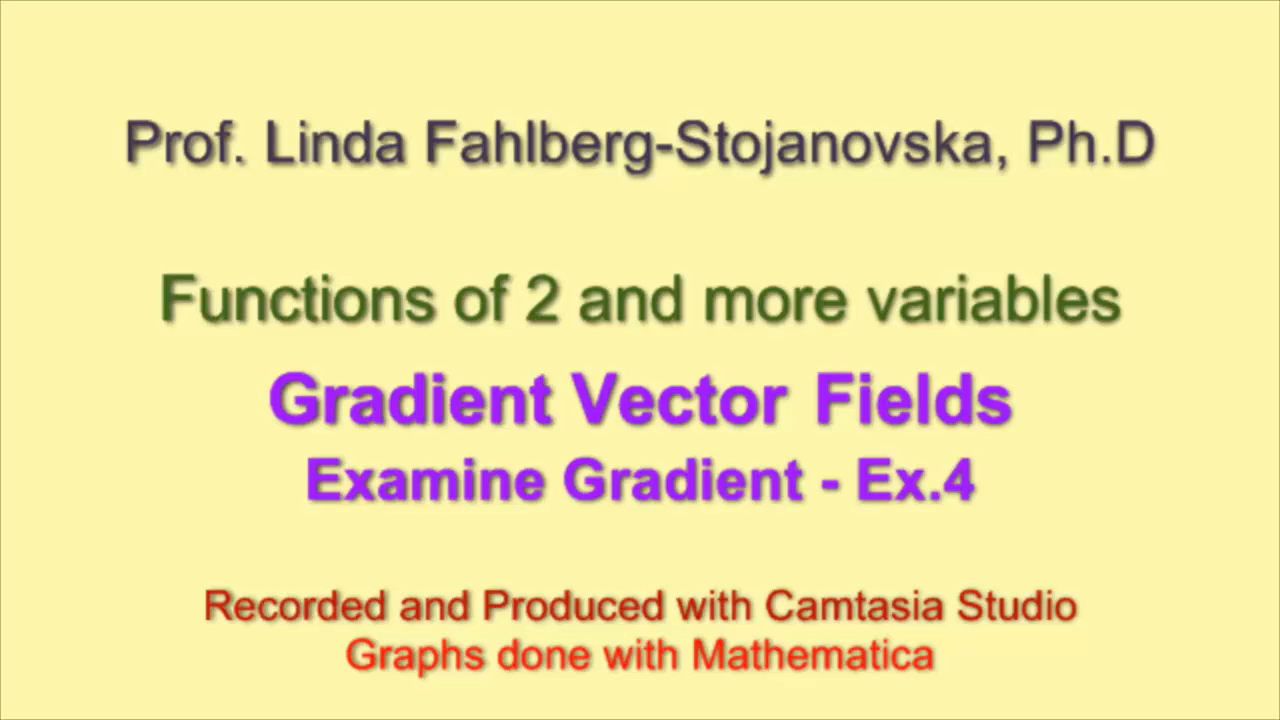 Prof. Linda Fahlberg-Stojanovska, Ph.D
Functions of 2 and more variables
Gradient Vector Fields
Examine Gradient - Ex.4
Recorded and Produced with Camtasia Studio
Graphs done with Mathematica